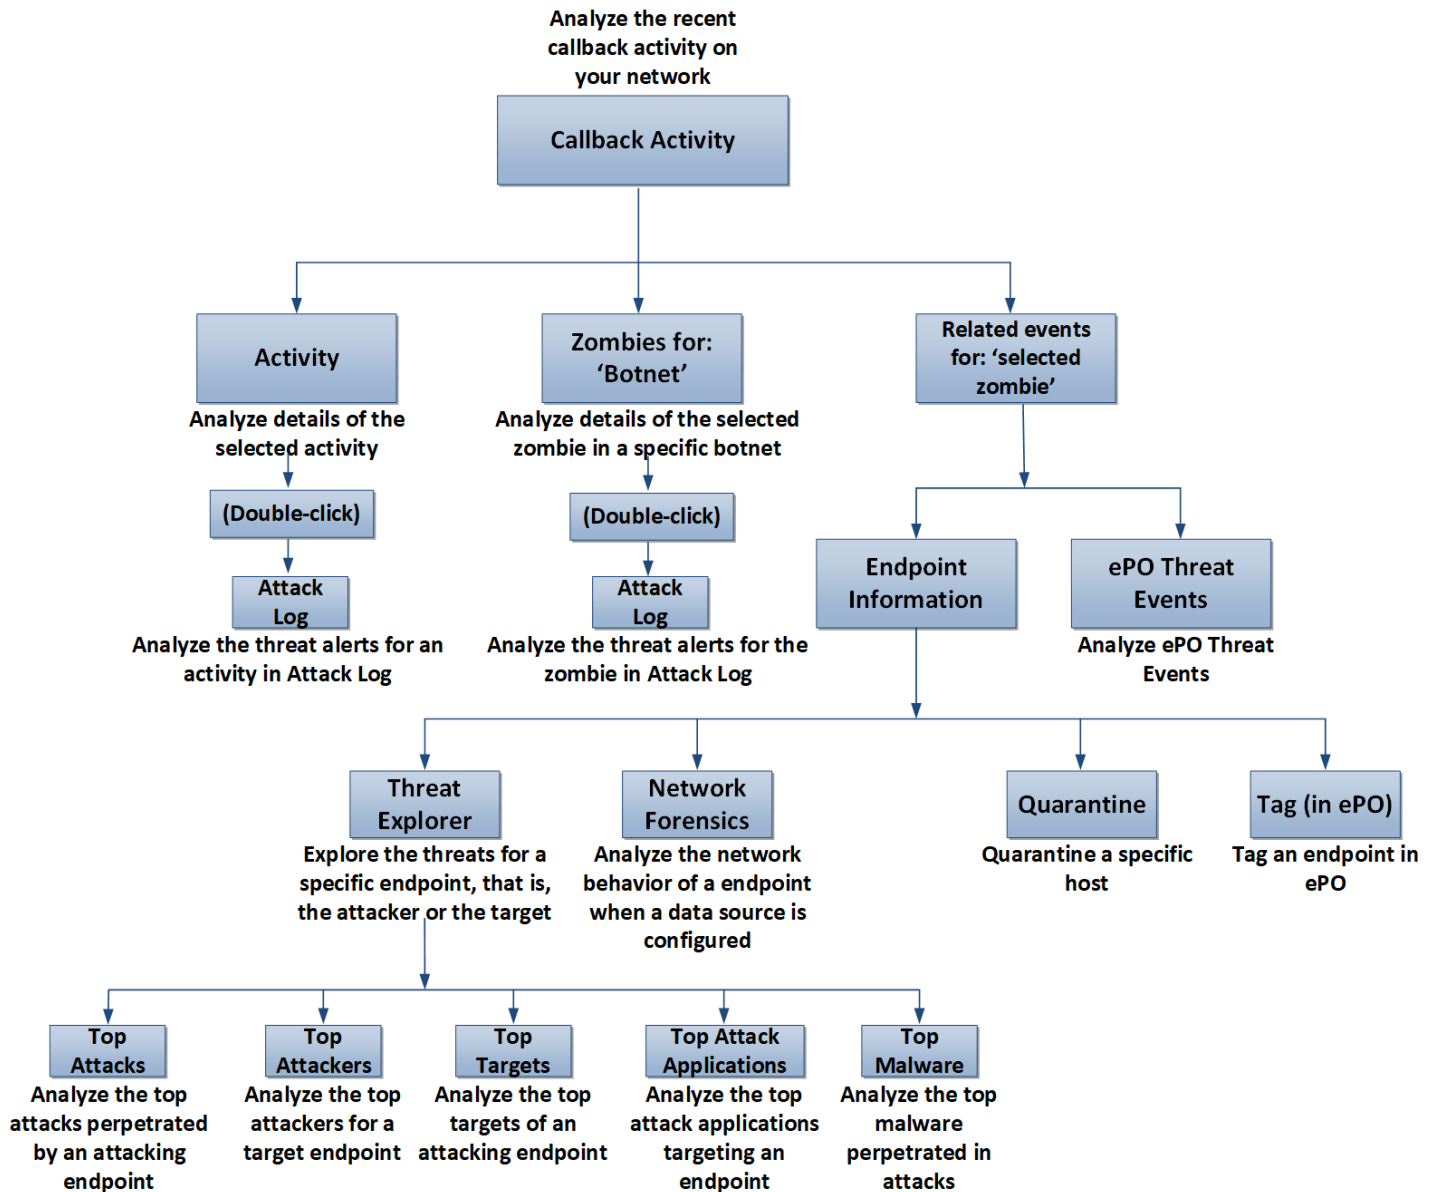 Analyze the recent
callback activity on
your network
Callback Activity
Activity
Analyze details of the
selected activity
(Double-click)
Attack
Log
Analyze the threat alerts for an
activity in Attack Log
Zombies for:
‘Botnet’
Analyze details of the selected
zombie in a specific botnet
(Double-click)
Attack
Log
Analyze the threat alerts for the
zombie in Attack Log
Related events
for: ‘selected
zombie’
Endpoint
Information
ePO Threat
Events
Analyze ePO Threat
Events
Threat
Explorer
Explore the threats for a
specific endpoint, that is,
the attacker or the target
Network
Forensics
Analyze the network
behavior of a endpoint
when a data source is
configured
Quarantine
Quarantine a specific
host
Tag (in ePO)
Tag an endpoint in
ePO
Top
Attacks
Analyze the top
attacks perpetrated
by an attacking
endpoint
Top
Attackers
Analyze the top
attackers for a
target endpoint
Top
Targets
Analyze the top
targets of an
attacking endpoint
Top Attack
Applications
Analyze the top
attack applications
targeting an
endpoint
Top
Malware
Analyze the top
malware
perpetrated in
attacks